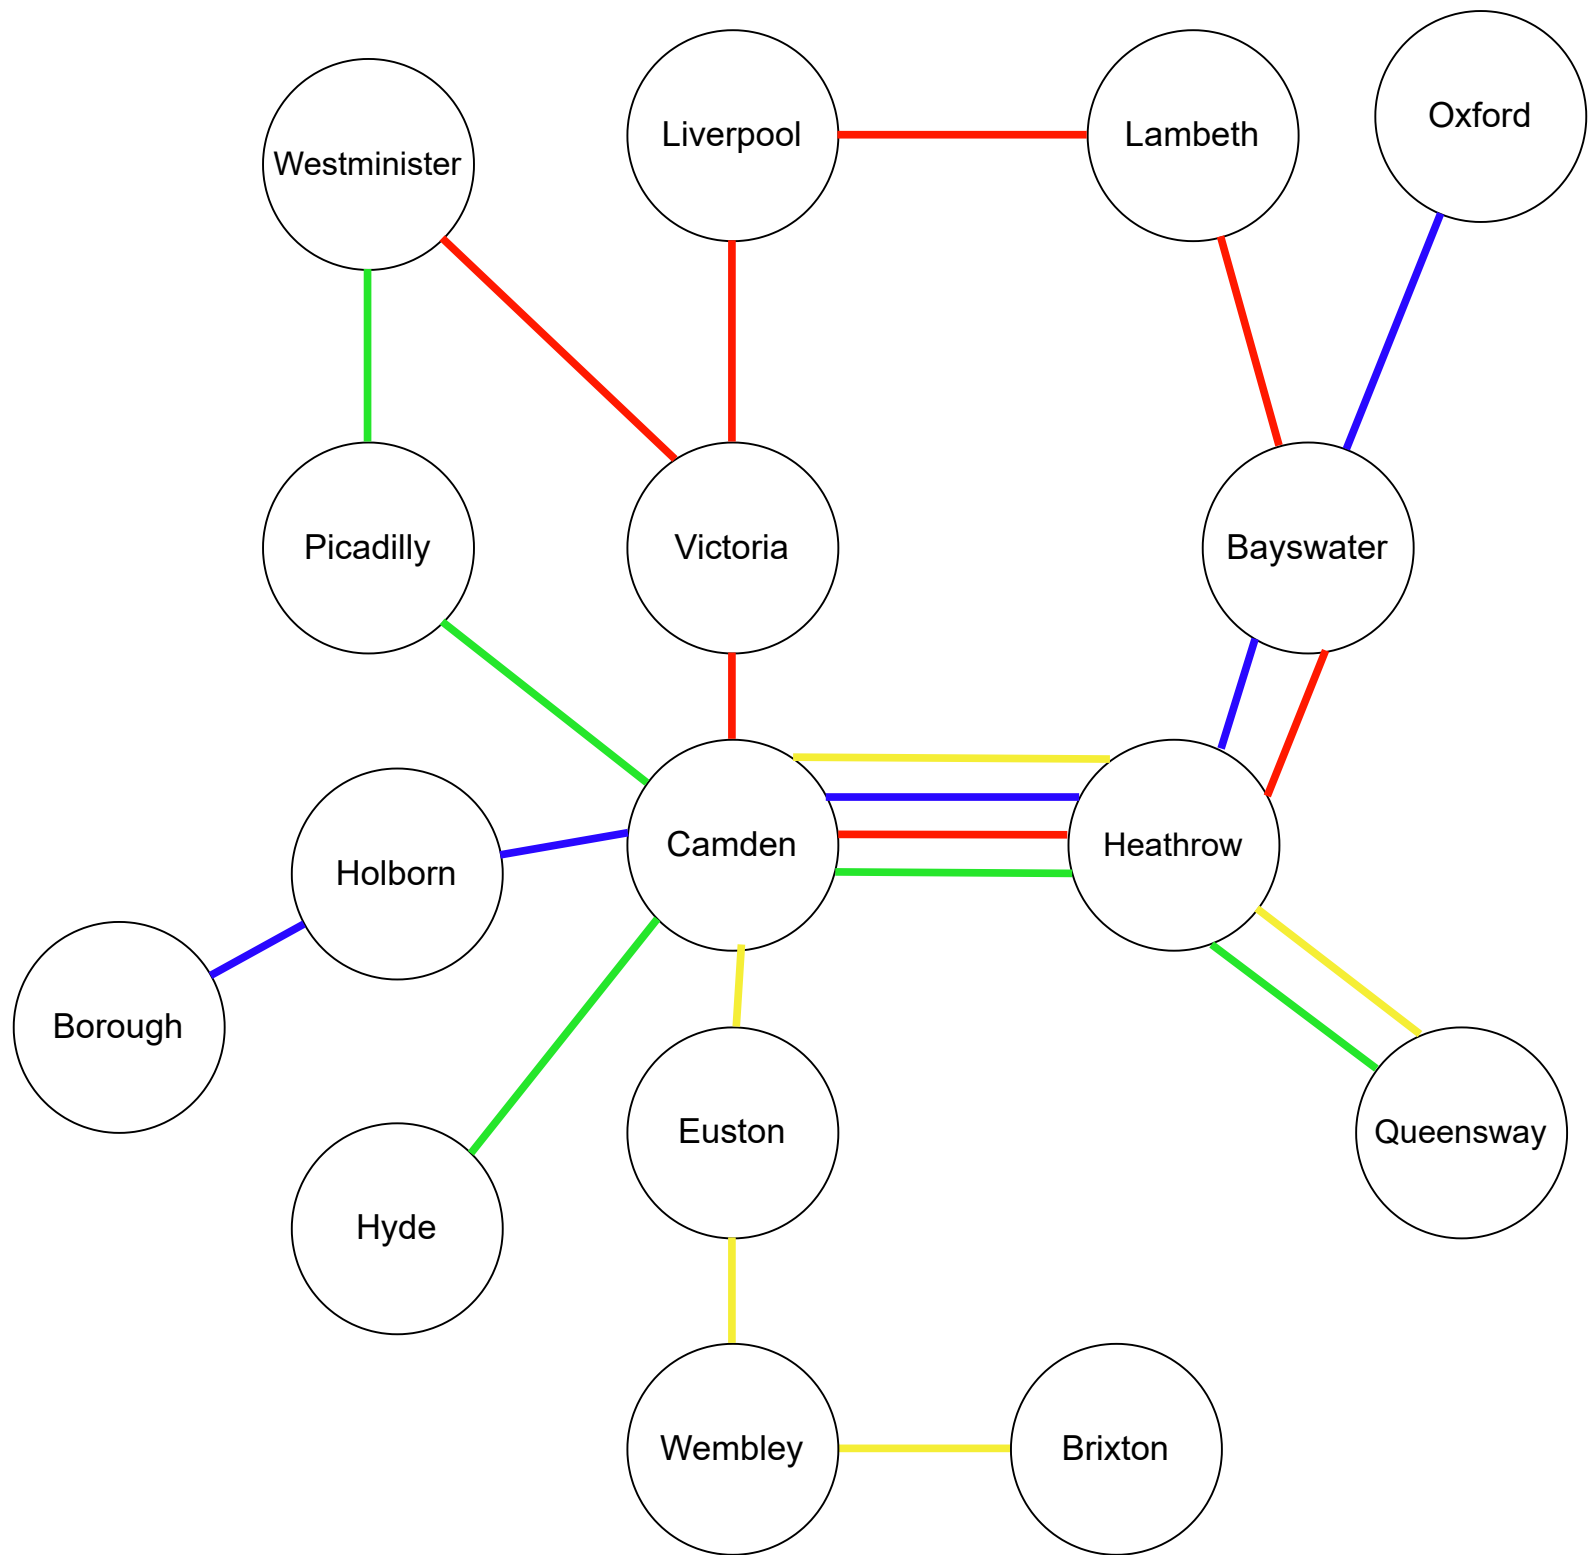 Oxford
Liverpool
Lambeth
Westminister
Picadilly
Victoria
Bayswater
Camden
Heathrow
Holborn
Borough
Euston
Queensway
Hyde
Wembley
Brixton